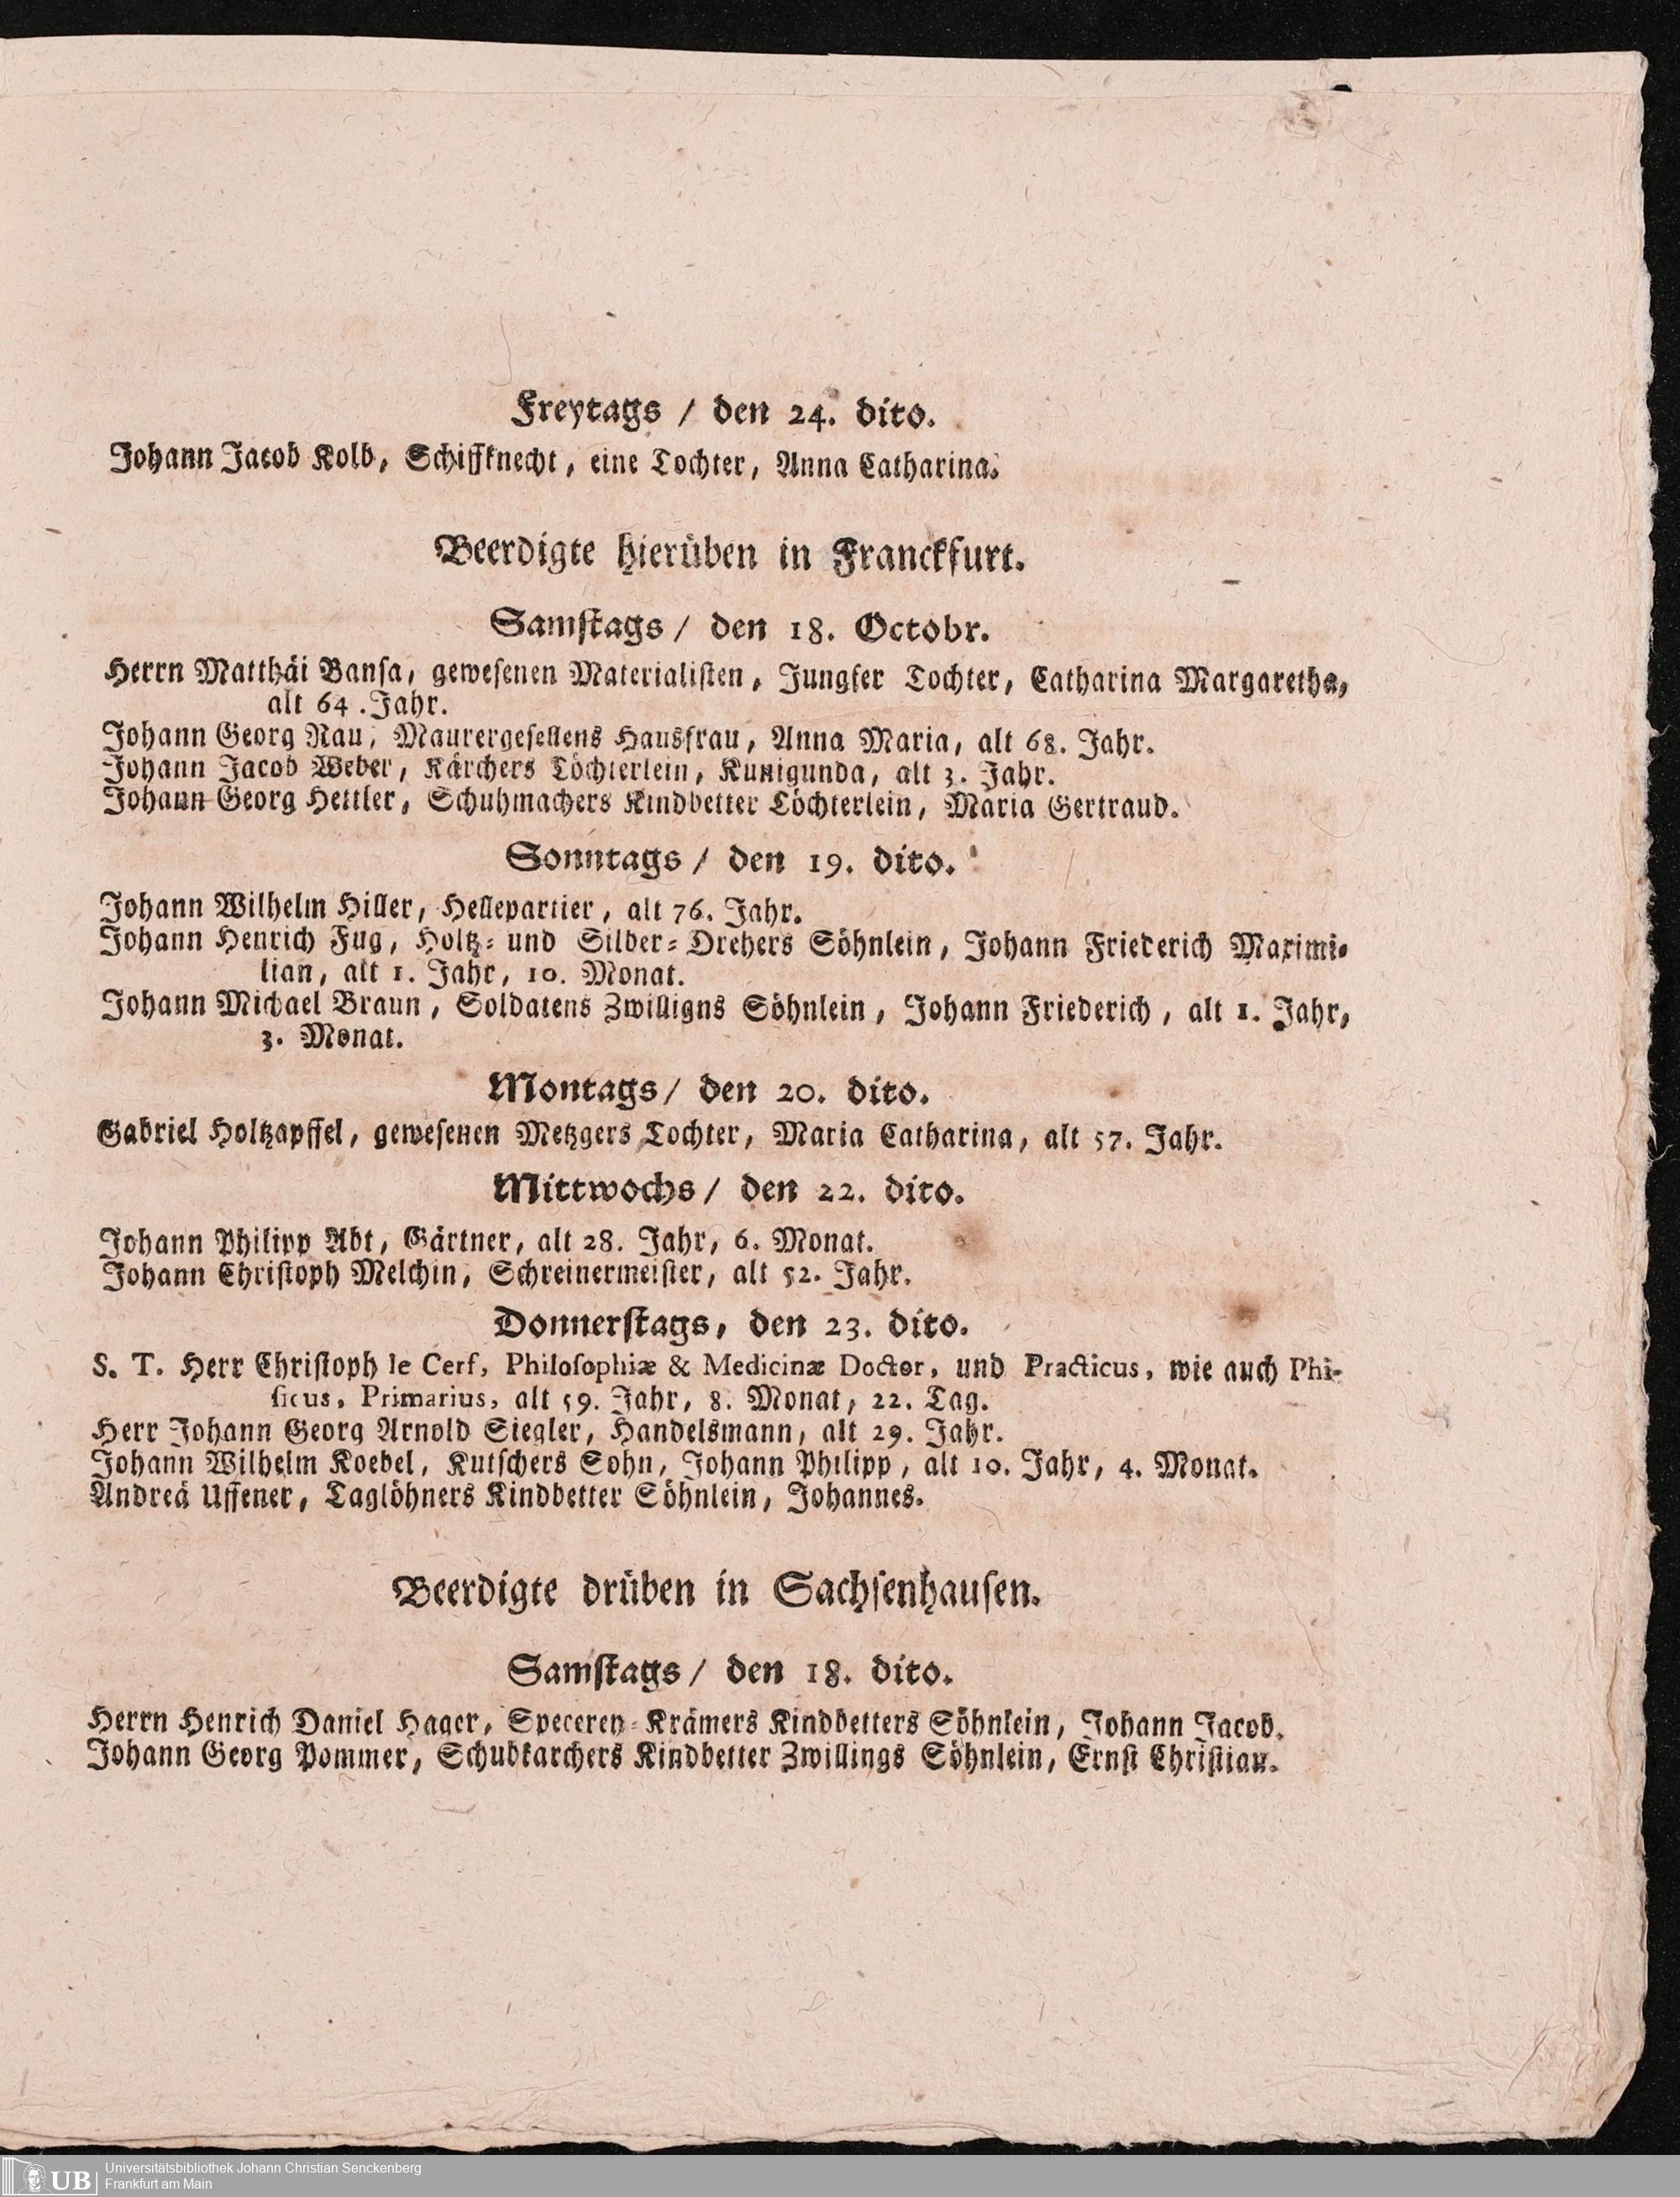 Freytags / den 24. dito.
Johann Jacob Kolb, Schiffknecht, eine Tochter, Anna Catharina.
Beerdigte hierüben in Franckfurt.
Samſtags / den 18. Octobr.
Herrn Matthäi Banſa, geweſenen Materialiſten, Jungfer Tochter, Catharina Margaretha,
alt 64. Jahr.
Johann Georg Rau, Maurergeſellens Hausfrau, Anna Maria, alt 68. Jahr.
Johann Jacob Weber, Kärchers Töchterlein, Kunigunda, alt 3. Jahr.
Johann Georg Hettler, Schuhmachers Kindbetter Töchterlein, Maria Gertraud.
Sonntags / den 19. dito.
Johann Wilhelm Hiller, Hellepartier, alt 76. Jahr.
Johann Henrich Fug, Holtz- und Silber-Drehers Söhnlein, Johann Friederich Maximi-
lian, alt 1. Jahr, 10. Monat.
Johann Michael Braun, Soldatens Zwilligns Söhnlein, Johann Friederich, alt 1. Jahr,
3. Monat.
Montags / den 20. dito.
Gabriel Holtzapffel, geweſenen Metzgers Tochter, Maria Catharina, alt 57. Jahr.
Mittwochs / den 22. dito.
Johann Philipp Abt, Gärtner, alt 28. Jahr, 6. Monat.
Johann Chriſtoph Melchin, Schreinermeiſter, alt 52. Jahr.
Donnerſtags, den 23. dito.
S. T. Herr Chriſtoph le Cerf, Philoſophiæ & Medicinæ Doctor, und Practicus, wie auch Phi-
ſicus, Primarius, alt 59. Jahr, 8. Monat, 22. Tag.
Herr Johann Georg Arnold Siegler, Handelsmann, alt 29. Jahr.
Johann Wilhelm Koebel, Kutſchers Sohn, Johann Philipp, alt 10. Jahr, 4. Monat.
Andreä Uffener, Taglöhners Kindbetter Söhnlein, Johannes.
Beerdigte drüben in Sachſenhauſen.
Samſtags / den 18. dito.
Herrn Henrich Daniel Hager, Specerey-Krämers Kindbetters Söhnlein, Johann Jacob.
Johann Georg Pommer, Schubkarchers Kindbetter Zwillings Söhnlein, Ernſt Chriſtian.
UB
Universitätsbibliothek Johann Christian Senckenberg
Frankfurt am Main